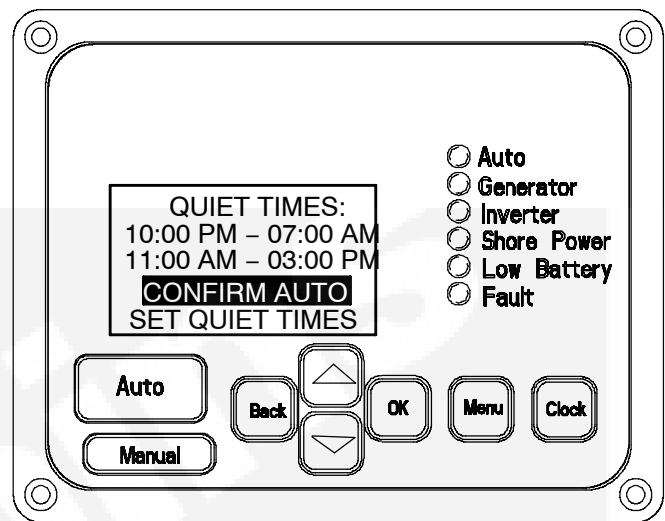 QUIET TIMES:
10:00 PM – 07:00 AM
11:00 AM – 03:00 PM
CONFIRM AUTO
SET QUIET TIMES
Auto
Generator
Inverter
Shore Power
Low Battery
Fault
Auto
Manual
Back
OK
Menu
Clock